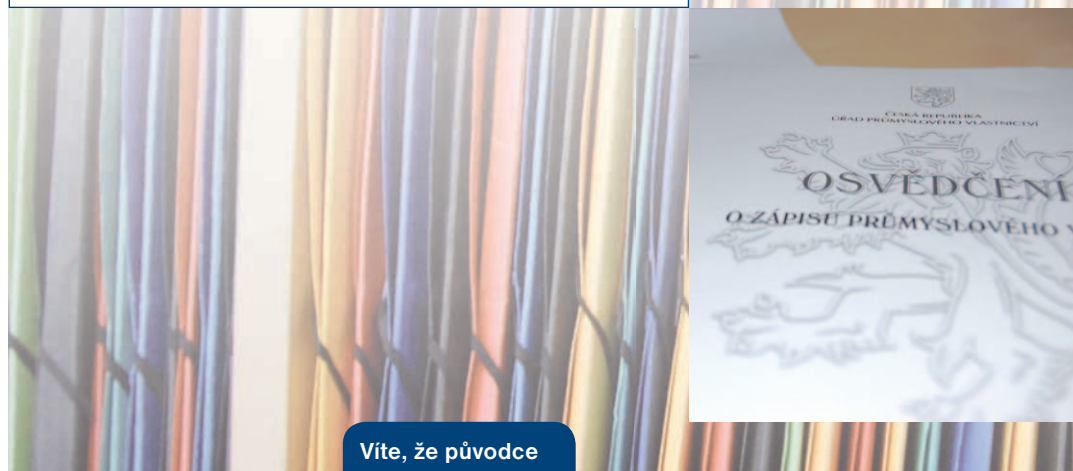 ČESKÁ REPUBLIKA
ÚŘAD PRŮMYSLOVÉHO VLASTNICTVÍ
OSVĚDČENÍ
O ZÁPISU PRŮMYSLOVÉHO
Víte, že původce